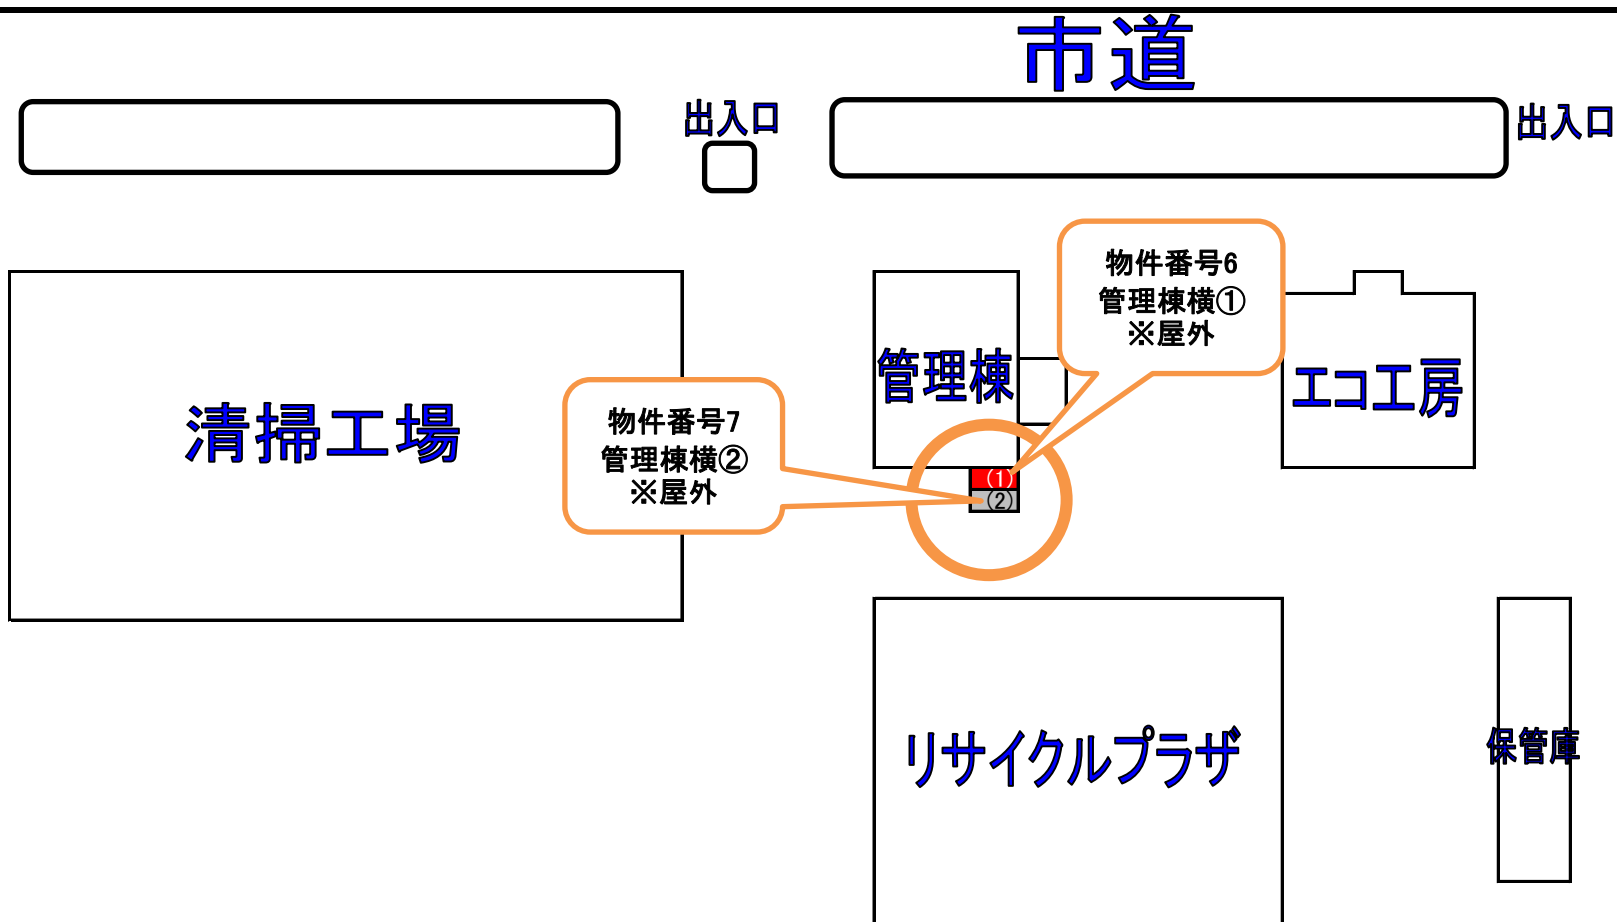 市道
出入口
出入口
物件番号6
管理棟横①
※屋外
管理棟
エコ工房
清掃工場
物件番号7
管理棟横②
※屋外
①
②
リサイクルプラザ
保管庫